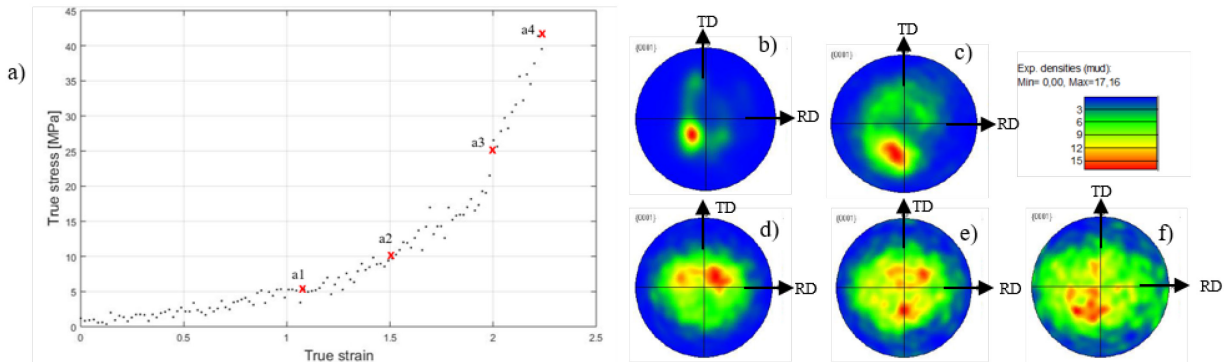 a)
45
40
35
30
25
20
15
10
5
0
True stress [MPa]
0
0.5
1
1.5
2
2.5
True strain
a1
a2
a3
a4
TD
{0001}
b)
RD
TD
{0001}
c)
RD
Exp. densities (mud):
Min= 0,00, Max=17,16
3
6
9
12
15
TD
{0001}
d)
RD
TD
{0001}
e)
RD
TD
{0001}
f)
RD